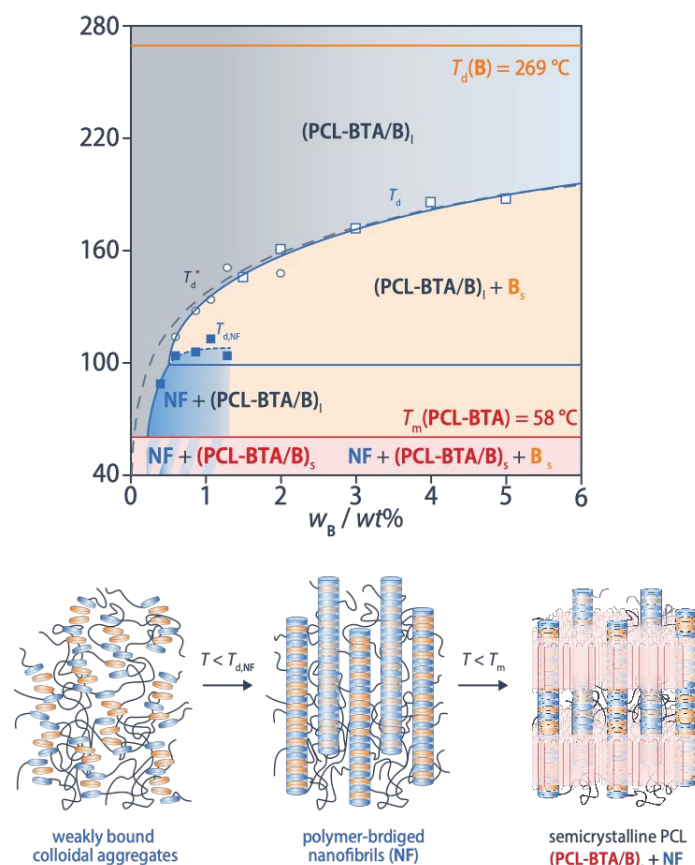 280
T_d(B) = 269 °C
(PCL-BTA/B)_l
220
T_d
160
T_d*
(PCL-BTA/B)_l + B_s
T_d,NF
100
NF + (PCL-BTA/B)_l
T_m(PCL-BTA) = 58 °C
NF + (PCL-BTA/B)_s NF + (PCL-BTA/B)_s + B_s
40
0 1 2 3 4 5 6
w_B / wt%
T < T_d,NF T < T_m
weakly bound
colloidal aggregates
polymer-brdiged
nanofibrils (NF)
semicrystalline PCL
(PCL-BTA/B) + NF